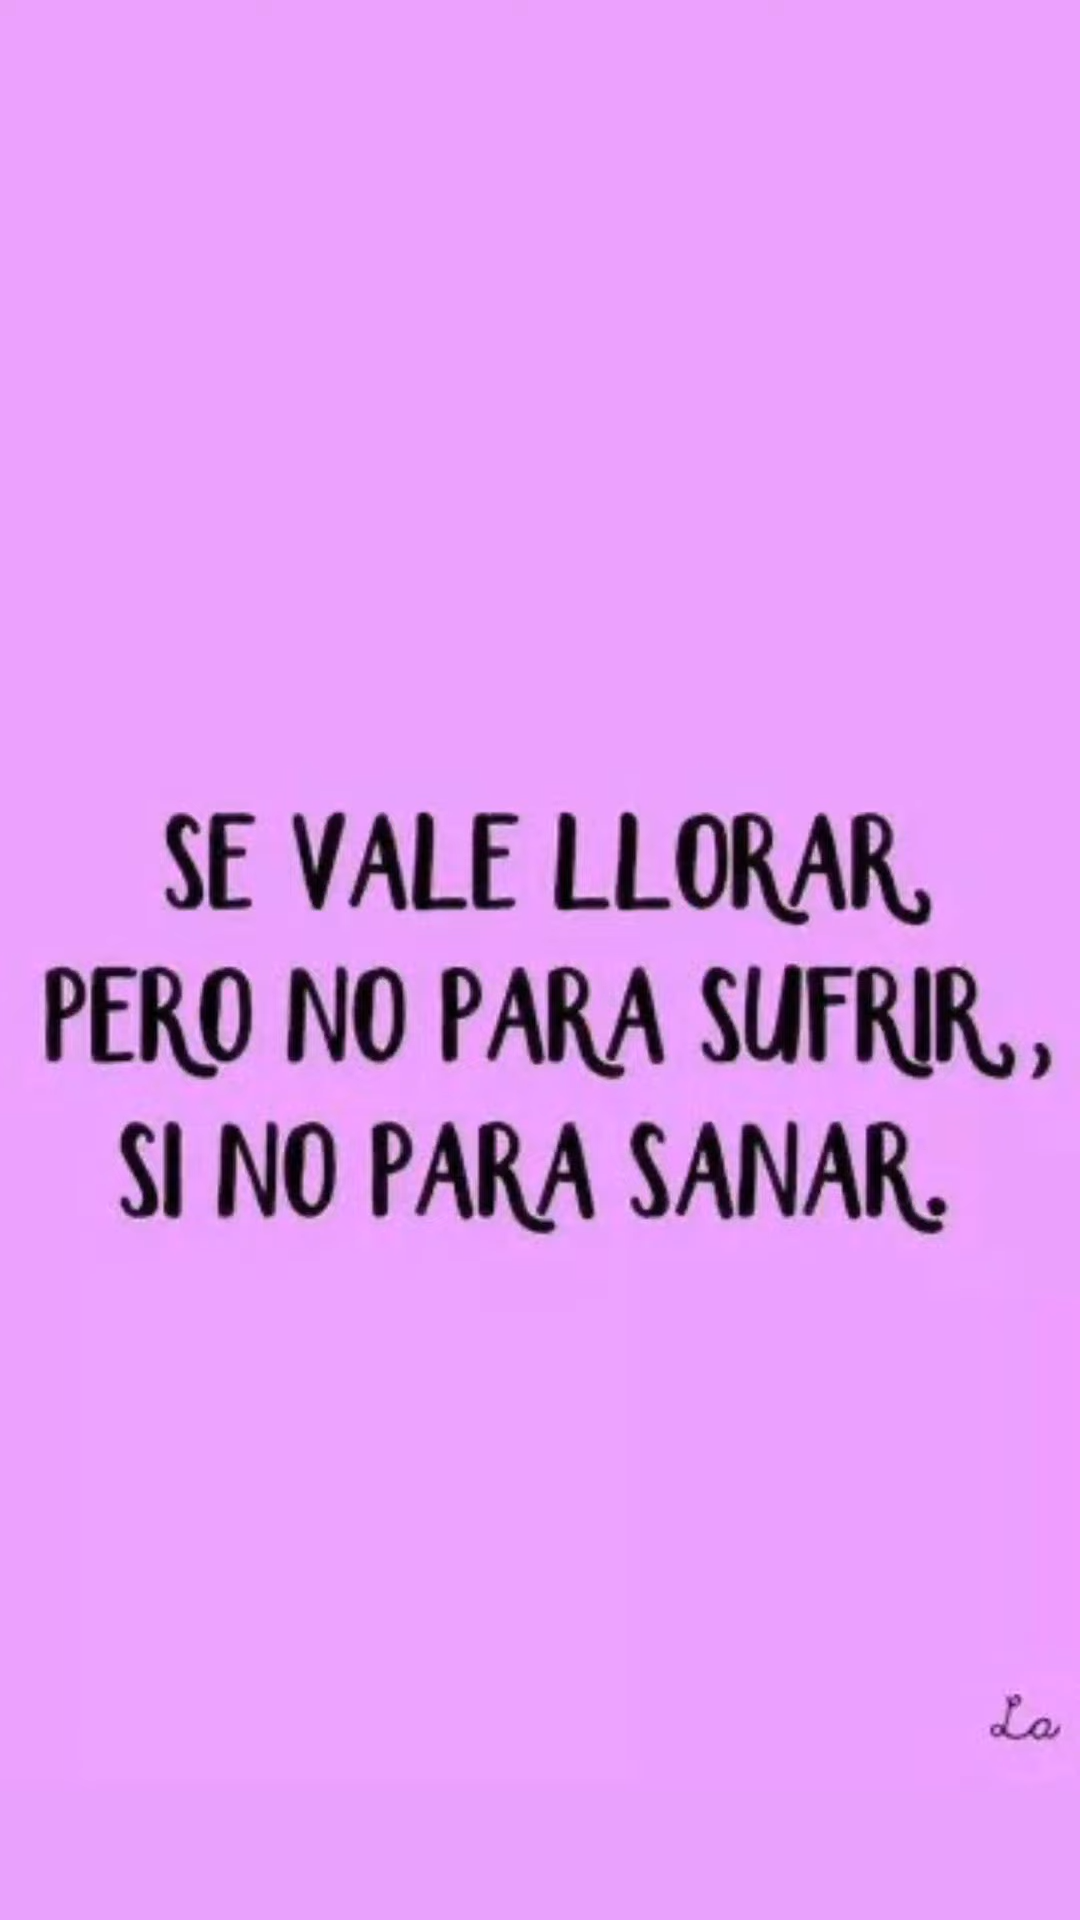 SE VALE LLORAR
PERO NO PARA SUFRIR,
SI NO PARA SANAR.
La